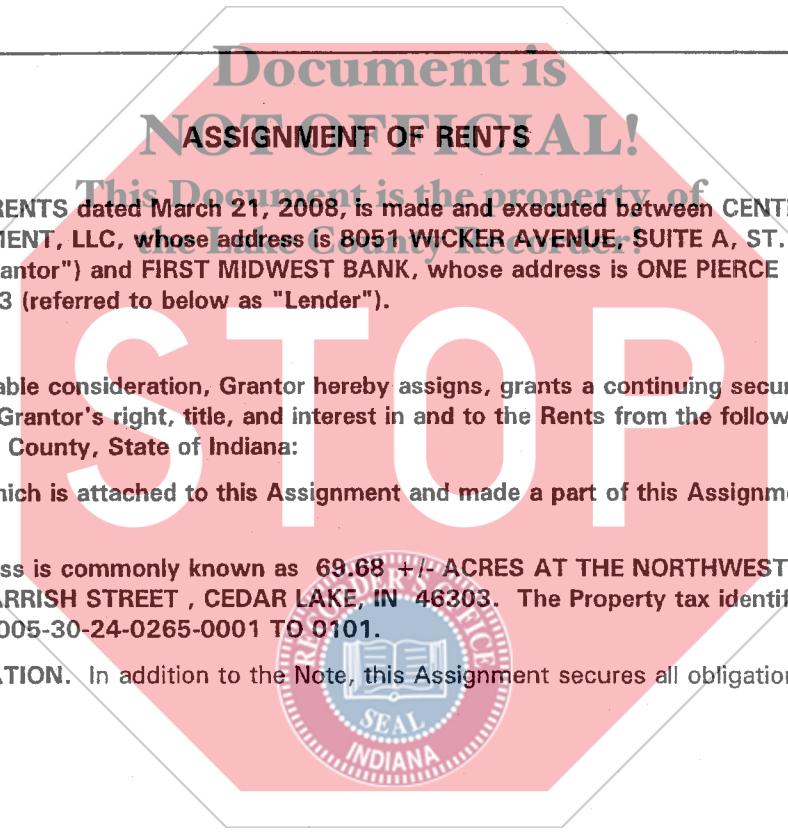 Document is
NOT OFFICIAL!
ASSIGNMENT OF RENTS
This Document is the property of
the Lake County Recorder!
RENTS dated March 21, 2008, is made and executed between CENT
MENT, LLC, whose address is 8051 WICKER AVENUE, SUITE A, ST.
antor") and FIRST MIDWEST BANK, whose address is ONE PIERCE
3 (referred to below as "Lender").
STOP
able consideration, Grantor hereby assigns, grants a continuing secur
Grantor's right, title, and interest in and to the Rents from the follow
County, State of Indiana:
hich is attached to this Assignment and made a part of this Assignme
ss is commonly known as 69.68 +/- ACRES AT THE NORTHWEST
ARRISH STREET , CEDAR LAKE, IN 46303. The Property tax identif
005-30-24-0265-0001 TO 0101.
ATION. In addition to the Note, this Assignment secures all obligation
SEAL
INDIANA